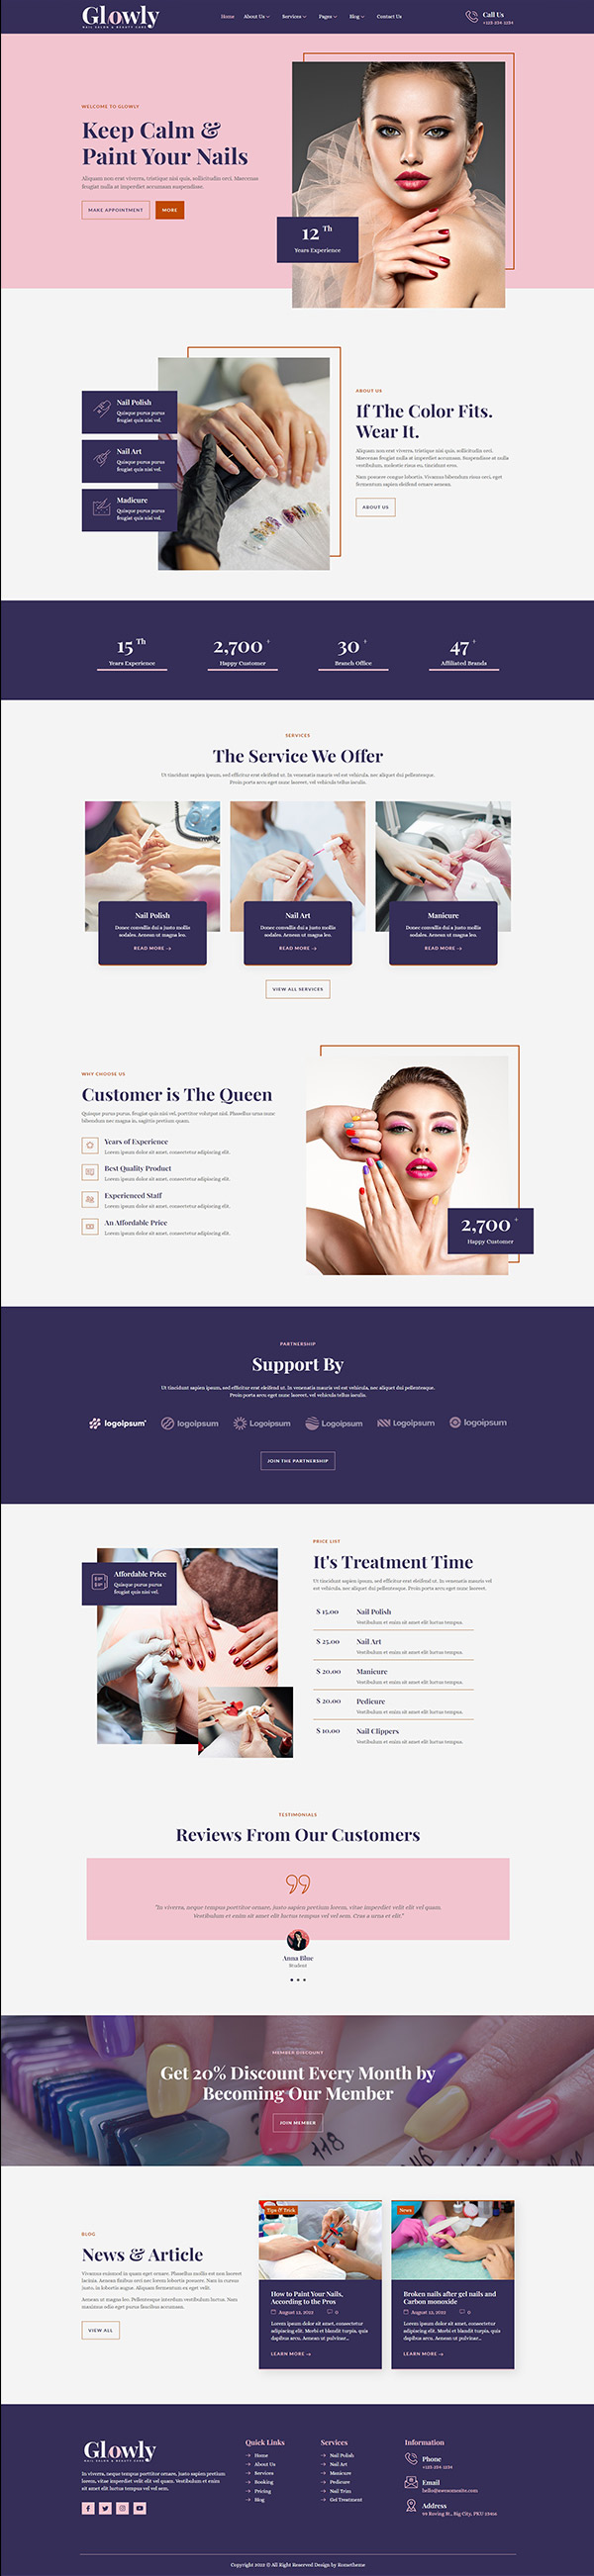 Glowly
NAIL SALON & BEAUTY CARE
Home About Us Services Pages Blog Contact Us
Call Us
+123-234-1234
WELCOME TO GLOWLY
Keep Calm &
Paint Your Nails
Aliquam non erat viverra, tristique nisi quis, sollicitudin orci. Maecenas
feugiat nulla at imperdiet accumsan suspendisse.
MAKE APPOINTMENT MORE
12 Th
Years Experience
Nail Polish
Quisque purus purus
feugiat quis nisi vel.
Nail Art
Quisque purus purus
feugiat quis nisi vel.
Madicure
Quisque purus purus
feugiat quis nisi vel.
ABOUT US
If The Color Fits.
Wear It.
Aliquam non erat viverra, tristique nisi quis, sollicitudin orci.
Maecenas feugiat nulla at imperdiet accumsan. Suspendisse at nulla
vestibulum, molestie risus eu, tincidunt eros.
Nam posuere congue lobortis. Vivamus bibendum risus orci, eget
fermentum sapien eleifend ornare aenean.
ABOUT US
15 Th
Years Experience
2,700 +
Happy Customer
30 +
Branch Office
47 +
Affiliated Brands
SERVICES
The Service We Offer
Ut tincidunt sapien ipsum, sed efficitur erat eleifend ut. In venenatis mauris vel est vehicula, nec aliquet dui pellentesque.
Proin porta arcu eget nunc laoreet, vel vehicula tellus iaculis.
Nail Polish
Donec convallis dui a justo mollis
sodales. Aenean ut magna leo.
READ MORE
Nail Art
Donec convallis dui a justo mollis
sodales. Aenean ut magna leo.
READ MORE
Manicure
Donec convallis dui a justo mollis
sodales. Aenean ut magna leo.
READ MORE
VIEW ALL SERVICES
WHY CHOOSE US
Customer is The Queen
Quisque purus purus, feugiat quis nisi vel, porttitor volutpat nisl. Phasellus urna nunc
bibendum nec magna in, sagittis pretium quam.
Years of Experience
Lorem ipsum dolor sit amet, consectetur adipiscing elit.
Best Quality Product
Lorem ipsum dolor sit amet, consectetur adipiscing elit.
Experienced Staff
Lorem ipsum dolor sit amet, consectetur adipiscing elit.
An Affordable Price
Lorem ipsum dolor sit amet, consectetur adipiscing elit.
2,700 +
Happy Customer
PARTNERSHIP
Support By
Ut tincidunt sapien ipsum, sed efficitur erat eleifend ut. In venenatis mauris vel est vehicula, nec aliquet dui pellentesque.
Proin porta arcu eget nunc laoreet, vel vehicula tellus iaculis.
logoipsum logoipsum Logoipsum Logoipsum Logoipsum logoipsum
JOIN THE PARTNERSHIP
Affordable Price
Quisque purus purus
feugiat quis nisi vel.
PRICE LIST
It's Treatment Time
Ut tincidunt sapien ipsum, sed efficitur erat eleifend ut. In venenatis mauris vel
est vehicula, nec aliquet dui pellentesque. Proin porta arcu eget nunc laoreet.
$ 15.00 Nail Polish
Vestibulum et enim sit amet elit luctus tempus.
$ 25.00 Nail Art
Vestibulum et enim sit amet elit luctus tempus.
$ 20.00 Manicure
Vestibulum et enim sit amet elit luctus tempus.
$ 20.00 Pedicure
Vestibulum et enim sit amet elit luctus tempus.
$ 10.00 Nail Clippers
Vestibulum et enim sit amet elit luctus tempus.
TESTIMONIALS
Reviews From Our Customers
"In viverra, neque tempus porttitor ornare, justo sapien pretium lorem, vitae imperdiet velit elit vel quam.
Vestibulum et enim sit amet elit luctus tempus vel vel sem. Cras a urna et elit."
Anna Blue
Student
MEMBER DISCOUNT
Get 20% Discount Every Month by
Becoming Our Member
JOIN MEMBER
BLOG
News & Article
Vivamus euismod in quam eget ornare. Phasellus mollis est non laoreet
lacinia. Aenean finibus orci nec lorem lobortis posuere. Nam in cursus
justo, in lobortis augue. Aliquam fermentum ex eget velit.
Aenean ut magna leo. Pellentesque interdum vestibulum luctus. Nam
maximus odio eget purus faucibus accumsan.
VIEW ALL
Tips & Trick
How to Paint Your Nails,
According to the Pros
August 12, 2022 0
Lorem ipsum dolor sit amet, consectetur
adipiscing elit. Morbi et blandit turpis, quis
dapibus arcu. Aenean ut pulvinar...
LEARN MORE
News
Broken nails after gel nails and
Carbon monoxide
August 12, 2022 0
Lorem ipsum dolor sit amet, consectetur
adipiscing elit. Morbi et blandit turpis, quis
dapibus arcu. Aenean ut pulvinar...
LEARN MORE
Glowly
NAIL SALON & BEAUTY CARE
In viverra, neque tempus porttitor ornare, justo sapien pretium
lorem, vitae imperdiet velit elit vel quam. Vestibulum et enim
sit amet elit luctus tempus vel vel sem.
Quick Links
Home
About Us
Services
Booking
Pricing
Blog
Services
Nail Polish
Nail Art
Manicure
Pedicure
Nail Trim
Gel Treatment
Information
Phone
+123-234-1234
Email
hello@awesomesite.com
Address
99 Roving St., Big City, PKU 23456
Copyright 2022 © All Right Reserved Design by Rometheme